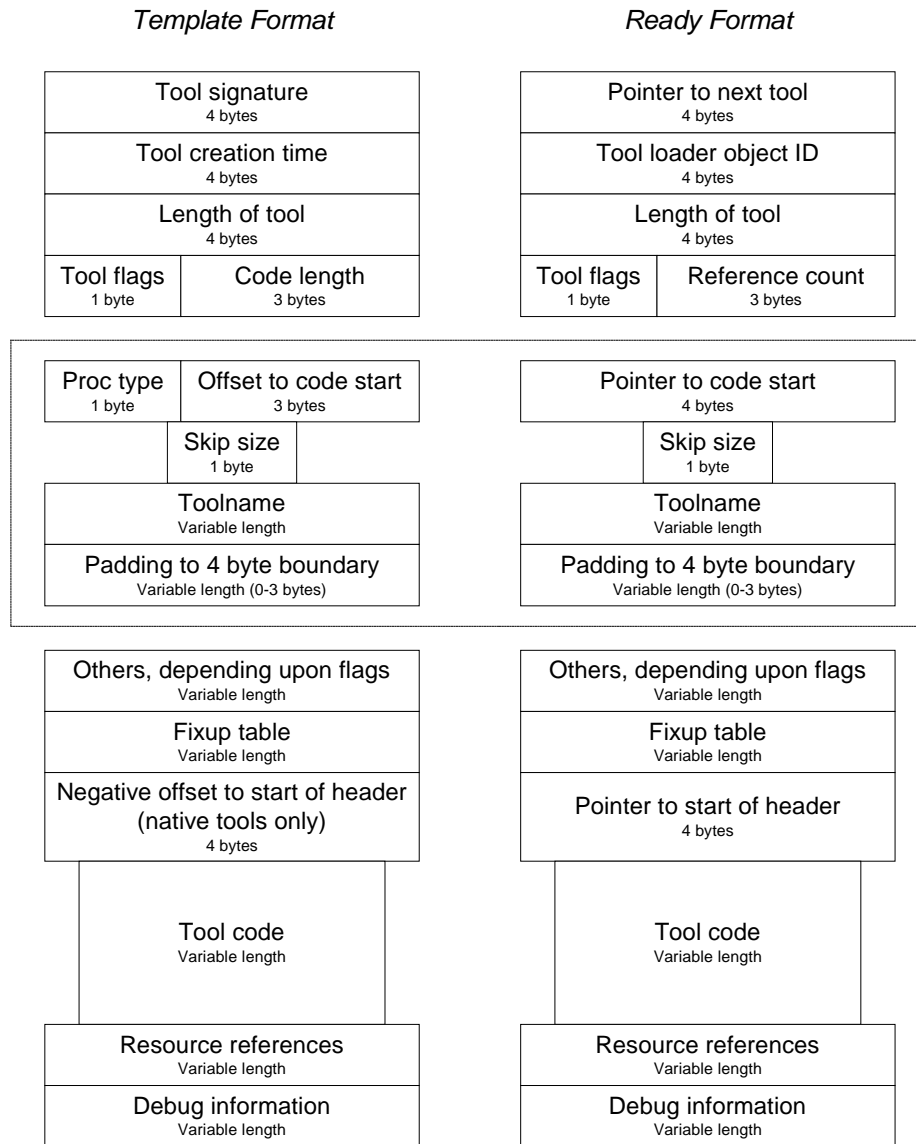 Template Format
Ready Format
Tool signature
4 bytes
Pointer to next tool
4 bytes
Tool creation time
4 bytes
Tool loader object ID
4 bytes
Length of tool
4 bytes
Length of tool
4 bytes
Tool flags
1 byte
Code length
3 bytes
Tool flags
1 byte
Reference count
3 bytes
Proc type
1 byte
Offset to code start
3 bytes
Pointer to code start
4 bytes
Skip size
1 byte
Skip size
1 byte
Toolname
Variable length
Toolname
Variable length
Padding to 4 byte boundary
Variable length (0-3 bytes)
Padding to 4 byte boundary
Variable length (0-3 bytes)
Others, depending upon flags
Variable length
Others, depending upon flags
Variable length
Fixup table
Variable length
Fixup table
Variable length
Negative offset to start of header
(native tools only)
4 bytes
Pointer to start of header
4 bytes
Tool code
Variable length
Tool code
Variable length
Resource references
Variable length
Resource references
Variable length
Debug information
Variable length
Debug information
Variable length